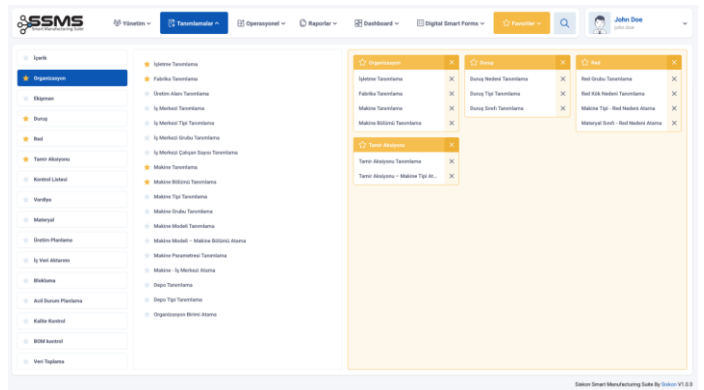 SSMS
Smart Manufacturing Suite
Yönetim
Tanımlamalar
Operasyonel
Raporlar
Dashboard
Digital Smart Forms
Favoriler
John Doe
john.doe
İçerik
Organizasyon
Ekipman
Duruş
Red
Tamir Aksiyonu
Kontrol Listesi
Vardiya
Materyal
Üretim Planlama
İş Veri Aktarımı
Bloklama
Acil Durum Planlama
Kalite Kontrol
BOM kontrol
Veri Toplama
İşletme Tanımlama
Fabrika Tanımlama
Üretim Alanı Tanımlama
İş Merkezi Tanımlama
İş Merkezi Tipi Tanımlama
İş Merkezi Grubu Tanımlama
İş Merkezi Çalışan Sayısı Tanımlama
Makine Tanımlama
Makine Bölümü Tanımlama
Makine Tipi Tanımlama
Makine Grubu Tanımlama
Makine Modeli Tanımlama
Makine Modeli – Makine Bölümü Atama
Makine Parametresi Tanımlama
Makine - İş Merkezi Atama
Depo Tanımlama
Depo Tipi Tanımlama
Organizasyon Birimi Atama
Organizasyon
İşletme Tanımlama
Fabrika Tanımlama
Makine Tanımlama
Makine Bölümü Tanımlama
Duruş
Duruş Nedeni Tanımlama
Duruş Tipi Tanımlama
Duruş Sınıfı Tanımlama
Red
Red Grubu Tanımlama
Red Kök Nedeni Tanımlama
Makine Tipi - Red Nedeni Atama
Materyal Sınıfı - Red Nedeni Atama
Tamir Aksiyonu
Tamir Aksiyonu Tanımlama
Tamir Aksiyonu – Makine Tipi At...
Siskon Smart Manufacturing Suite By Siskon V1.0.0